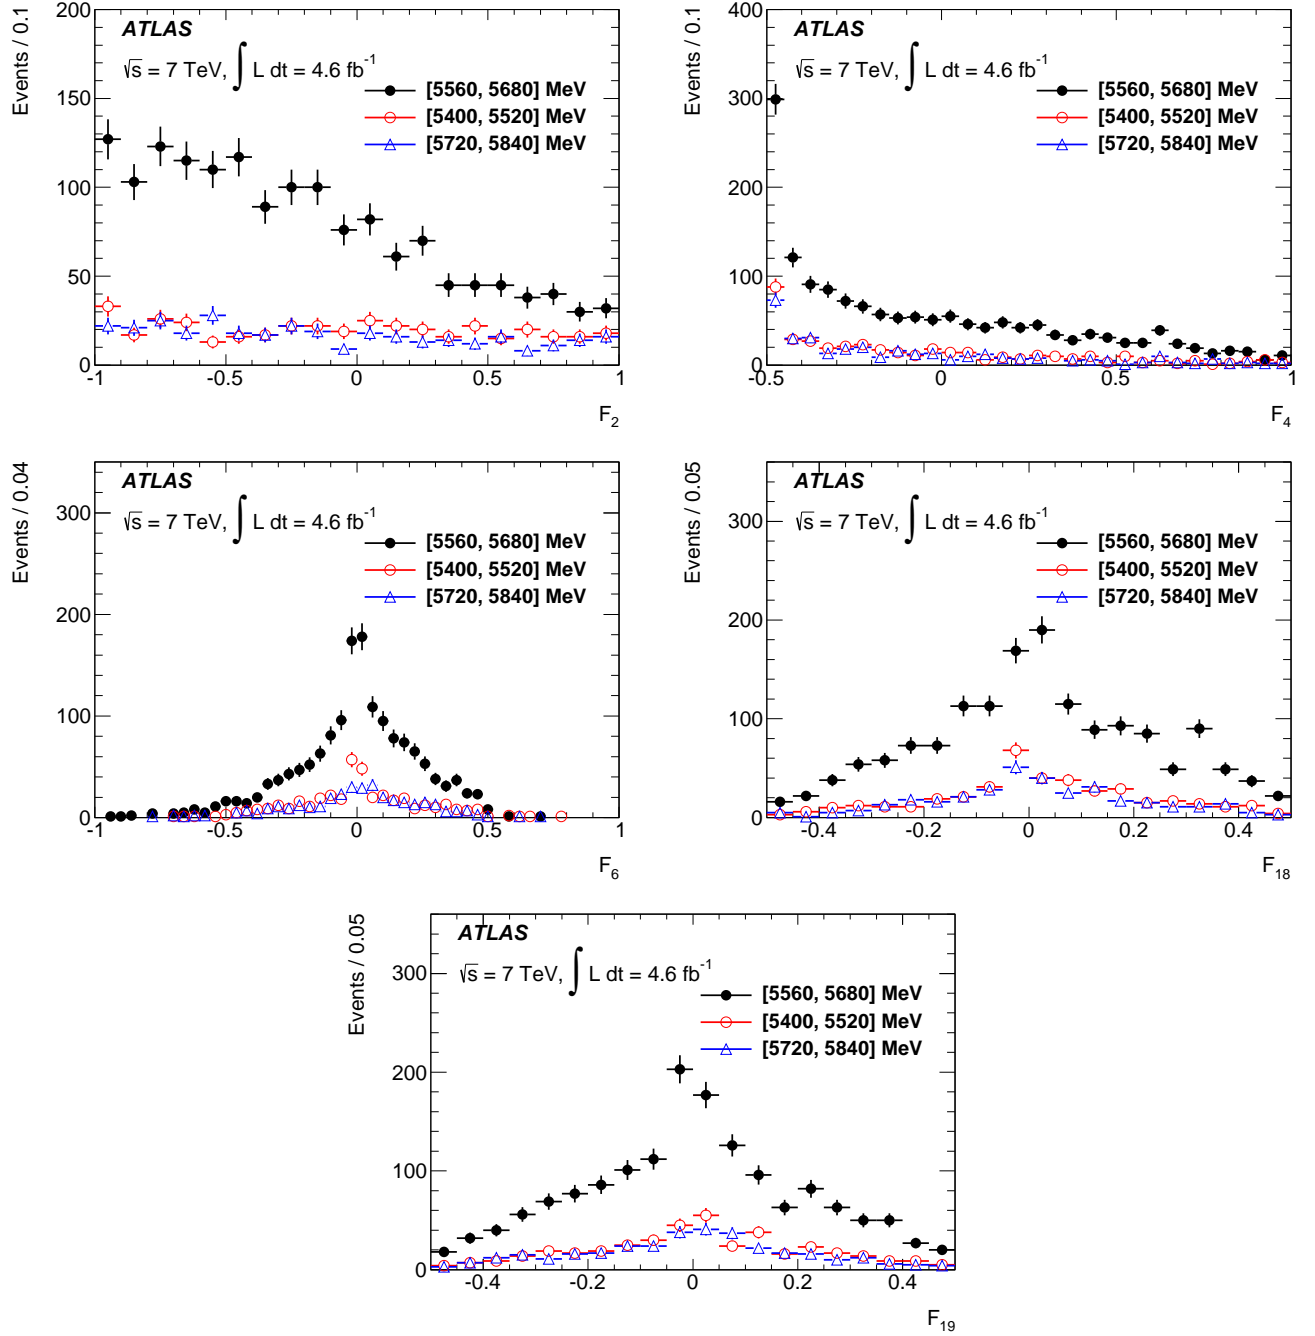 Events / 0.1
200
150
100
50
0
ATLAS
√s = 7 TeV, ∫ L dt = 4.6 fb⁻¹
[5560, 5680] MeV
[5400, 5520] MeV
[5720, 5840] MeV
-1 -0.5 0 0.5 1
F₂
Events / 0.1
400
300
200
100
0
ATLAS
√s = 7 TeV, ∫ L dt = 4.6 fb⁻¹
[5560, 5680] MeV
[5400, 5520] MeV
[5720, 5840] MeV
-0.5 0 0.5 1
F₄
Events / 0.04
300
200
100
0
ATLAS
√s = 7 TeV, ∫ L dt = 4.6 fb⁻¹
[5560, 5680] MeV
[5400, 5520] MeV
[5720, 5840] MeV
-1 -0.5 0 0.5 1
F₆
Events / 0.05
300
200
100
0
ATLAS
√s = 7 TeV, ∫ L dt = 4.6 fb⁻¹
[5560, 5680] MeV
[5400, 5520] MeV
[5720, 5840] MeV
-0.4 -0.2 0 0.2 0.4
F₁₈
Events / 0.05
300
200
100
0
ATLAS
√s = 7 TeV, ∫ L dt = 4.6 fb⁻¹
[5560, 5680] MeV
[5400, 5520] MeV
[5720, 5840] MeV
-0.4 -0.2 0 0.2 0.4
F₁₉